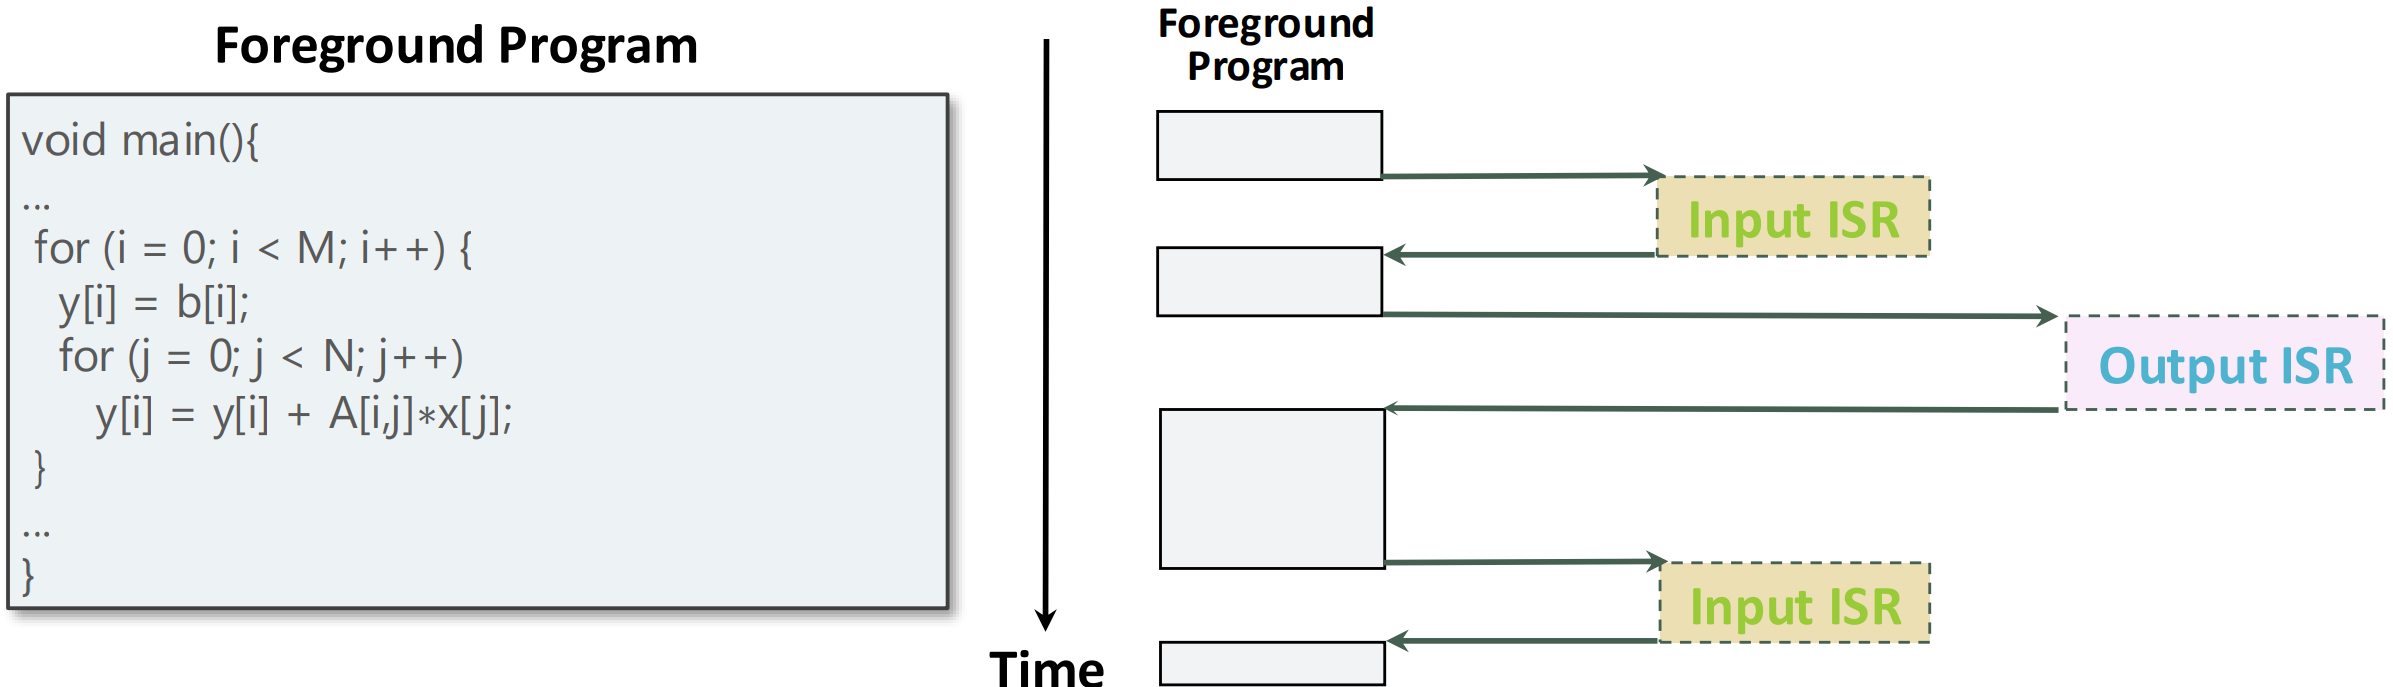 Foreground Program
void main(){
...
for (i = 0; i < M; i++) {
y[i] = b[i];
for (j = 0; j < N; j++)
y[i] = y[i] + A[i,j]*x[j];
}
...
}
Time
Foreground
Program
Input ISR
Output ISR
Input ISR